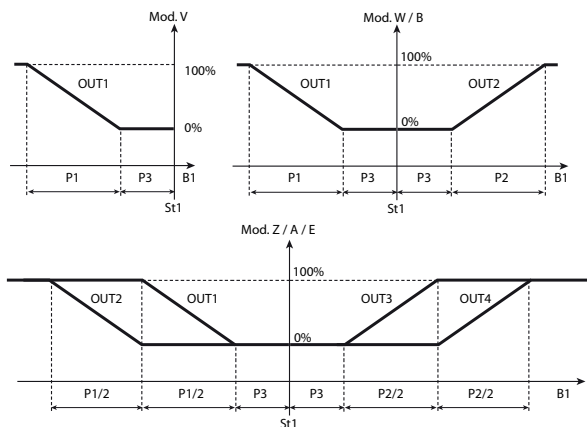 Mod. V
OUT1
100%
0%
P1 P3 B1
St1
Mod. W / B
OUT1 100% OUT2
0%
P1 P3 P3 P2
St1
Mod. Z / A / E
100%
OUT2 OUT1 OUT3 OUT4
0%
P1/2 P1/2 P3 P3 P2/2 P2/2 B1
St1